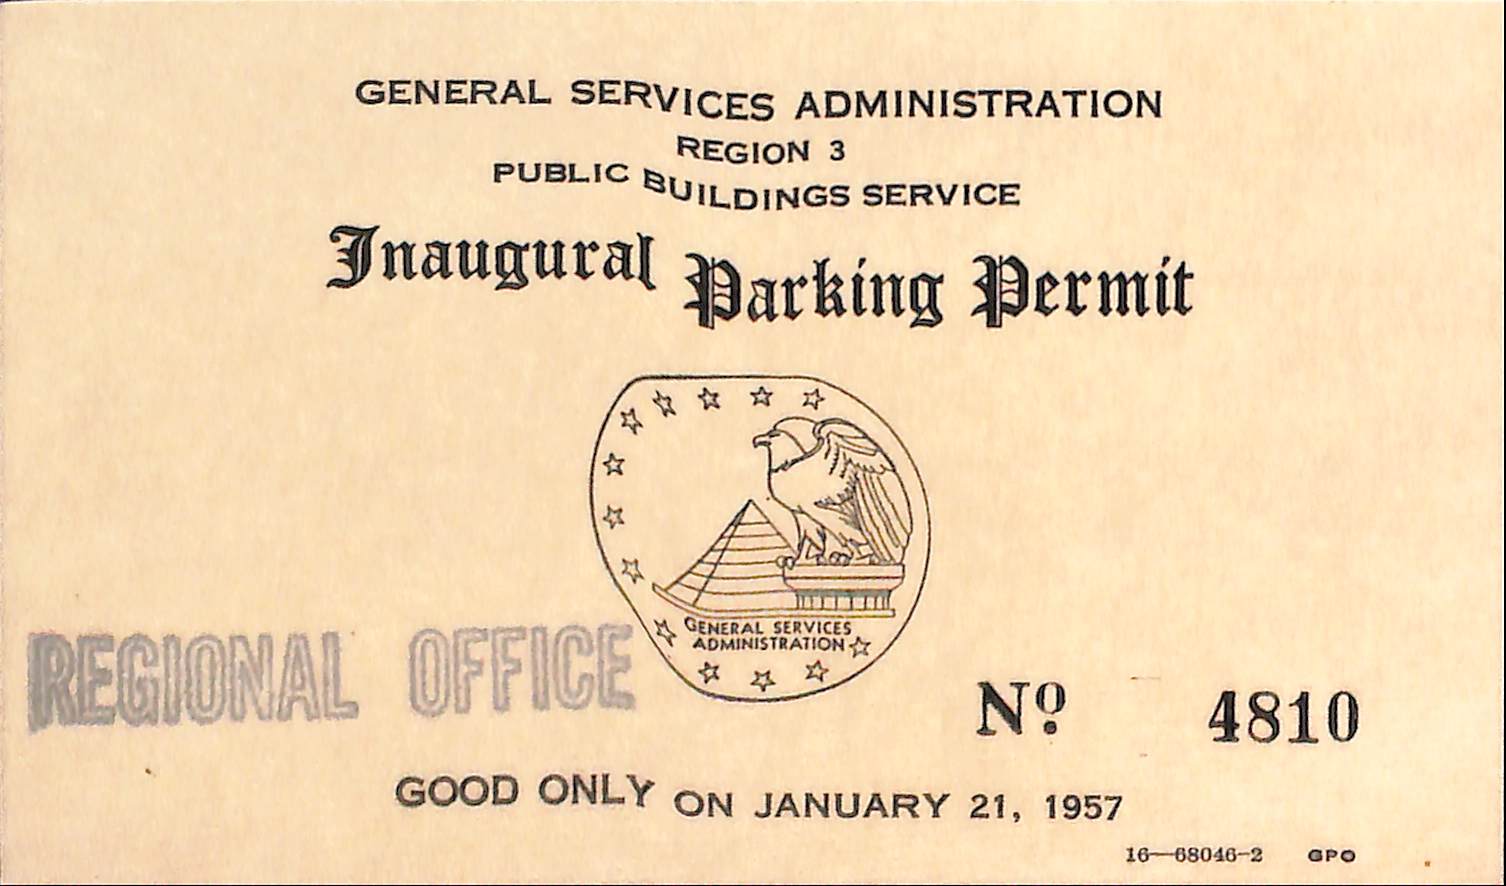 GENERAL SERVICES ADMINISTRATION
REGION 3
PUBLIC BUILDINGS SERVICE
Inaugural Parking Permit
GENERAL SERVICES
ADMINISTRATION
REGIONAL OFFICE
Nº 4810
GOOD ONLY ON JANUARY 21, 1957
16—68046-2 GPO